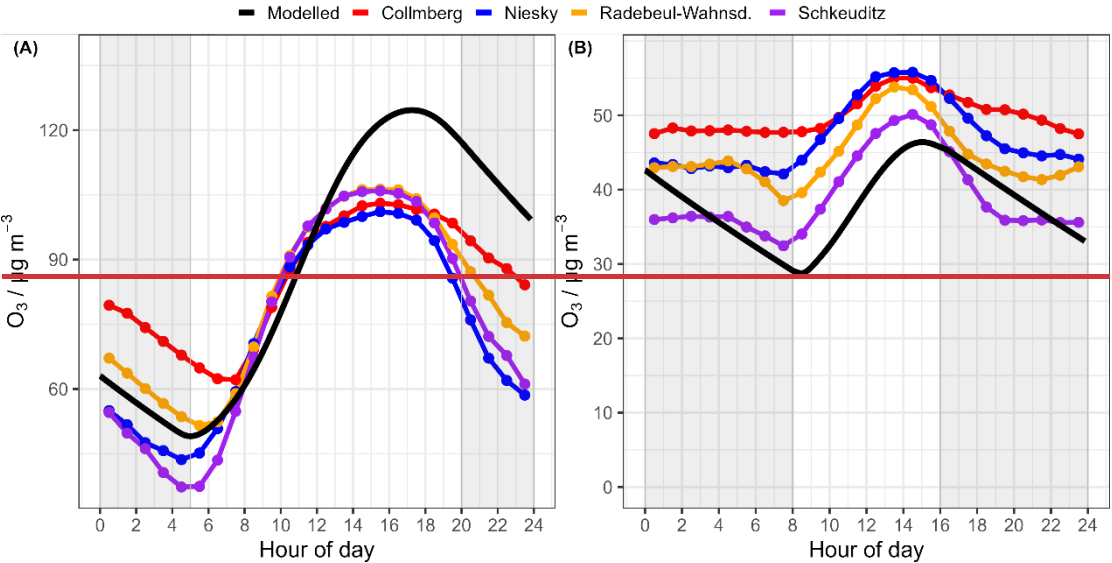 Modelled Collmberg Niesky Radebeul-Wahnsd. Schkeuditz
(A)
120
90
60
O₃ / µg m⁻³
0 2 4 6 8 10 12 14 16 18 20 22 24
Hour of day
(B)
50
40
30
20
10
0
O₃ / µg m⁻³
0 2 4 6 8 10 12 14 16 18 20 22 24
Hour of day